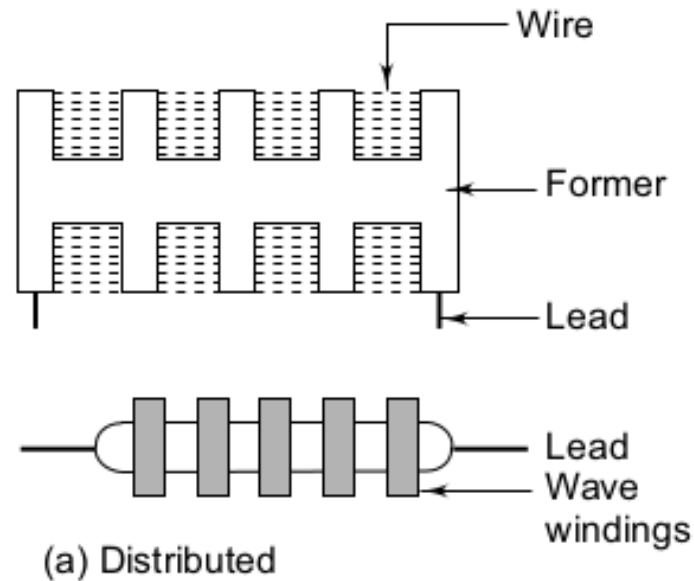 Wire
Former
Lead
Lead
Wave
windings
(a) Distributed